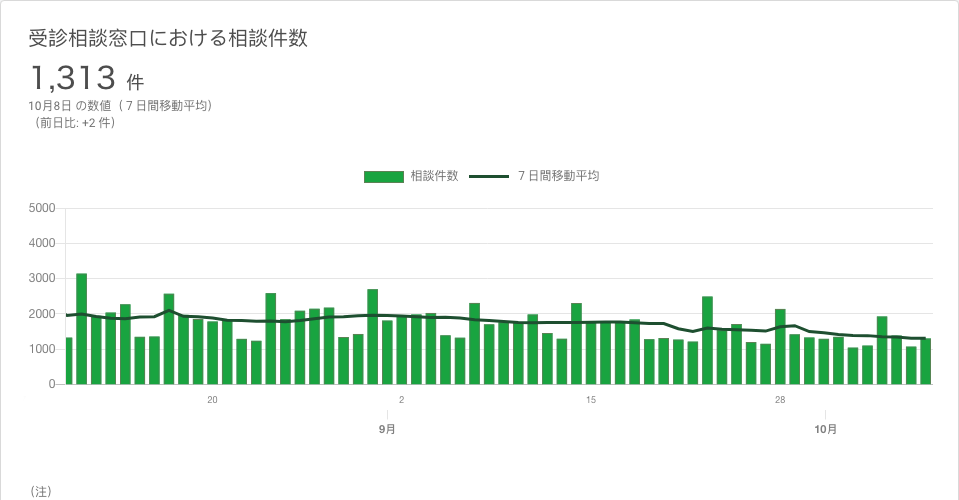 受診相談窓口における相談件数
1,313 件
10月8日 の数値（７日間移動平均）
（前日比: +2 件）
相談件数 ７日間移動平均
5000
4000
3000
2000
1000
0
20 2 15 28
9月 10月
（注）